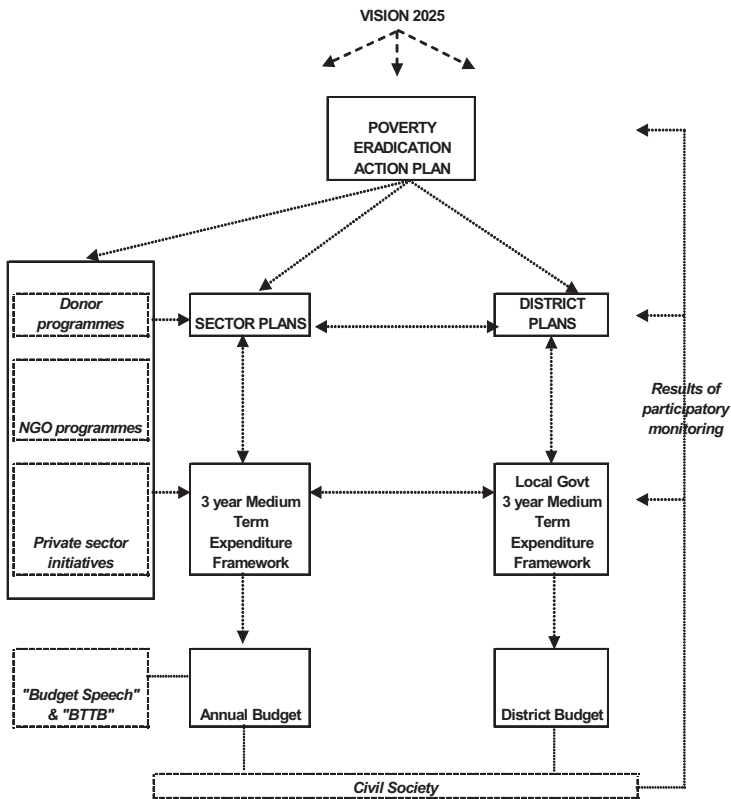 VISION 2025
POVERTY
ERADICATION
ACTION PLAN
Donor
programmes
SECTOR PLANS
DISTRICT
PLANS
NGO programmes
Results of
participatory
monitoring
Private sector
initiatives
3 year Medium
Term
Expenditure
Framework
Local Govt
3 year Medium
Term
Expenditure
Framework
"Budget Speech"
& "BTTB"
Annual Budget
District Budget
Civil Society